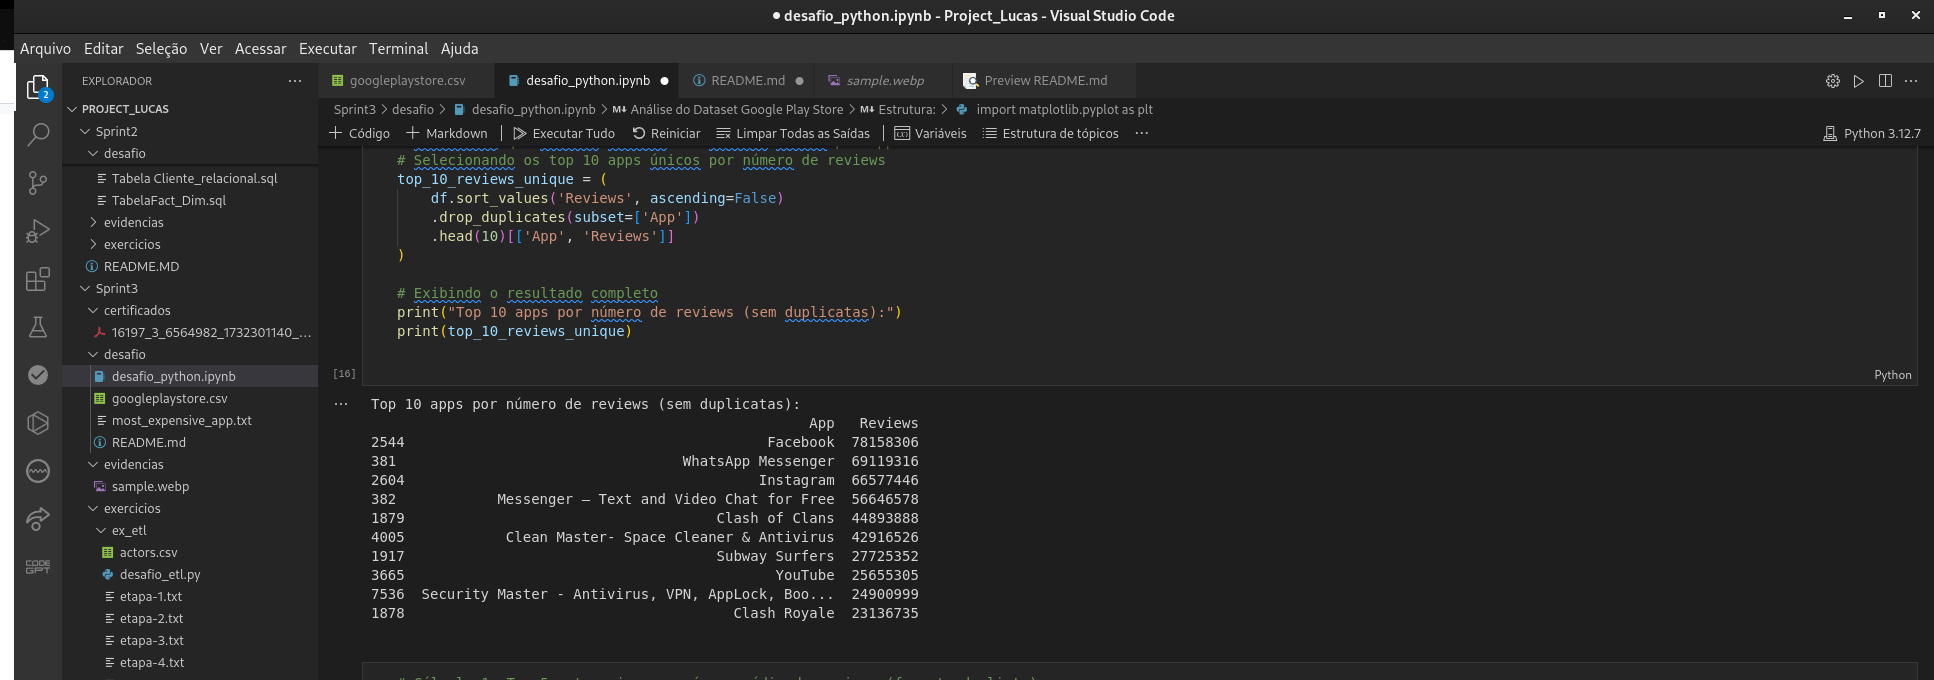 desafio_python.ipynb - Project_Lucas - Visual Studio Code
Arquivo Editar Seleção Ver Acessar Executar Terminal Ajuda
EXPLORADOR
2
PROJECT_LUCAS
Sprint2
desafio
Tabela Cliente_relacional.sql
TabelaFact_Dim.sql
evidencias
exercicios
README.MD
Sprint3
certificados
16197_3_6564982_1732301140_...
desafio
desafio_python.ipynb
googleplaystore.csv
most_expensive_app.txt
README.md
evidencias
sample.webp
exercicios
ex_etl
actors.csv
desafio_etl.py
etapa-1.txt
etapa-2.txt
etapa-3.txt
etapa-4.txt
CODE
GPT
googleplaystore.csv desafio_python.ipynb README.md sample.webp Preview README.md
Sprint3 > desafio > desafio_python.ipynb > M↓ Análise do Dataset Google Play Store > M↓ Estrutura: > import matplotlib.pyplot as plt
+ Código + Markdown | Executar Tudo Reiniciar Limpar Todas as Saídas | Variáveis Estrutura de tópicos ...
Python 3.12.7
# Selecionando os top 10 apps únicos por número de reviews
top_10_reviews_unique = (
df.sort_values('Reviews', ascending=False)
.drop_duplicates(subset=['App'])
.head(10)[['App', 'Reviews']]
)
# Exibindo o resultado completo
print("Top 10 apps por número de reviews (sem duplicatas):")
print(top_10_reviews_unique)
[16]
Python
Top 10 apps por número de reviews (sem duplicatas):
App Reviews
2544 Facebook 78158306
381 WhatsApp Messenger 69119316
2604 Instagram 66577446
382 Messenger – Text and Video Chat for Free 56646578
1879 Clash of Clans 44893888
4005 Clean Master- Space Cleaner & Antivirus 42916526
1917 Subway Surfers 27725352
3665 YouTube 25655305
7536 Security Master - Antivirus, VPN, AppLock, Boo... 24900999
1878 Clash Royale 23136735